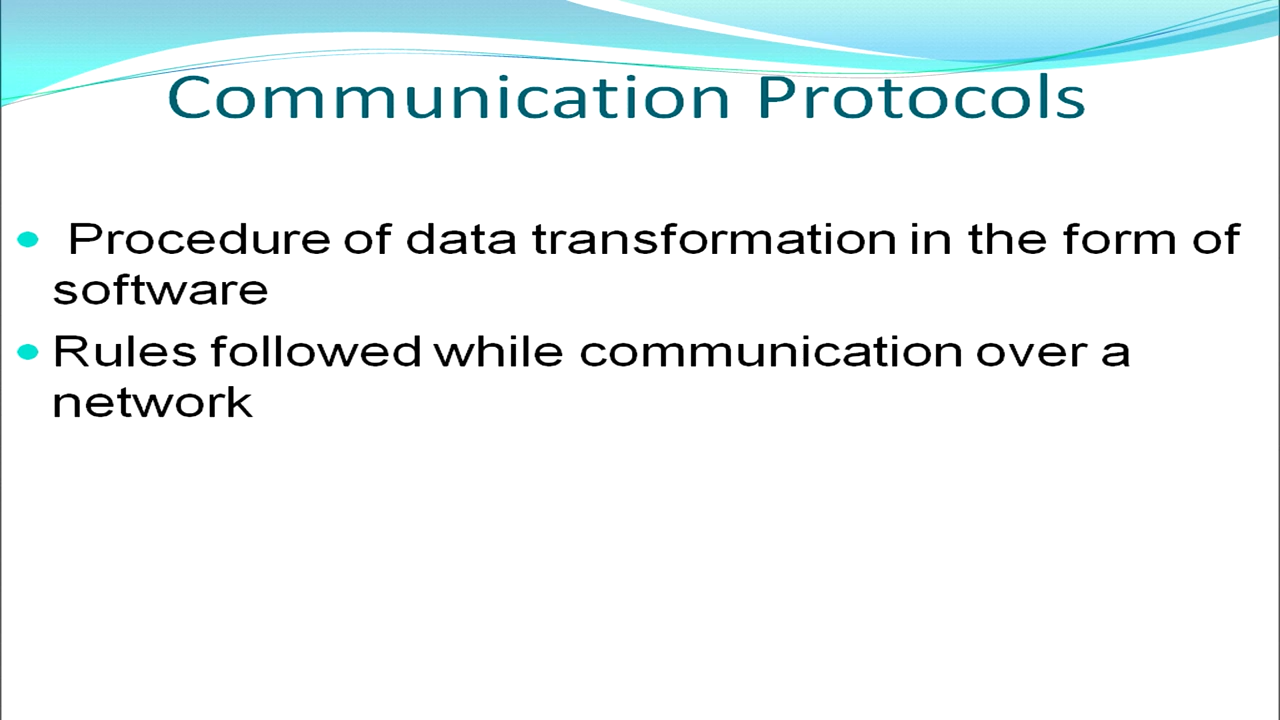 Communication Protocols
• Procedure of data transformation in the form of
software
• Rules followed while communication over a
network